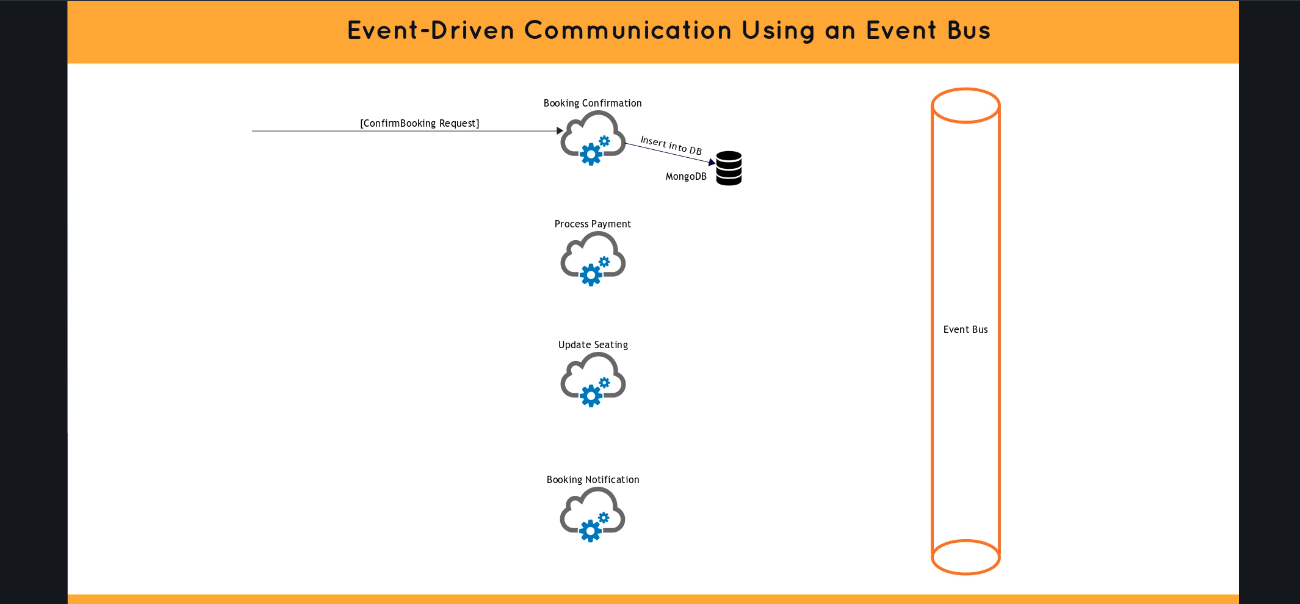 Event-Driven Communication Using an Event Bus
Booking Confirmation
[ConfirmBooking Request]
Insert into DB
MongoDB
Process Payment
Event Bus
Update Seating
Booking Notification